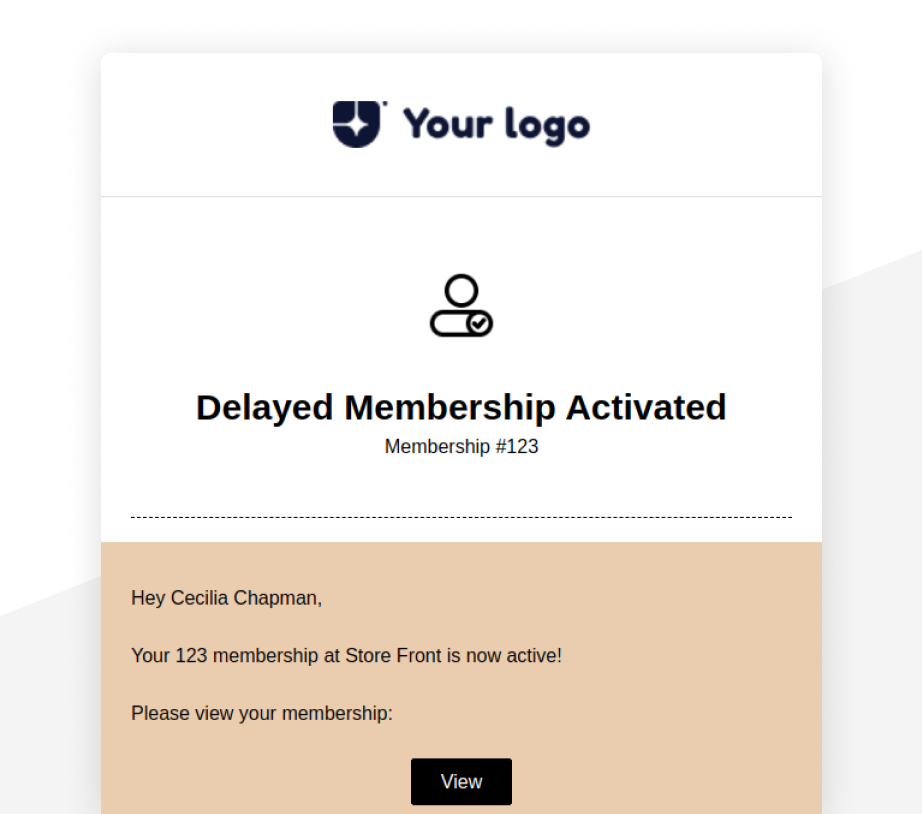 Your logo
Delayed Membership Activated
Membership #123
Hey Cecilia Chapman,
Your 123 membership at Store Front is now active!
Please view your membership:
View